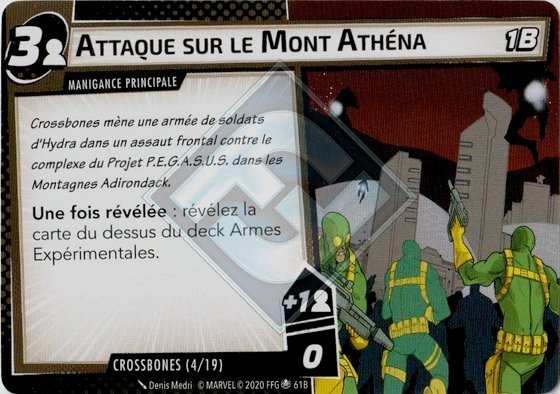 3
ATTAQUE SUR LE MONT ATHÉNA
1B
MANIGANCE PRINCIPALE
Crossbones mène une armée de soldats
d'Hydra dans un assaut frontal contre le
complexe du Projet P.E.G.A.S.U.S. dans les
Montagnes Adirondack.
Une fois révélée : révélez la
carte du dessus du deck Armes
Expérimentales.
+1
0
CROSSBONES (4/19)
Denis Medri © MARVEL © 2020 FFG 61B